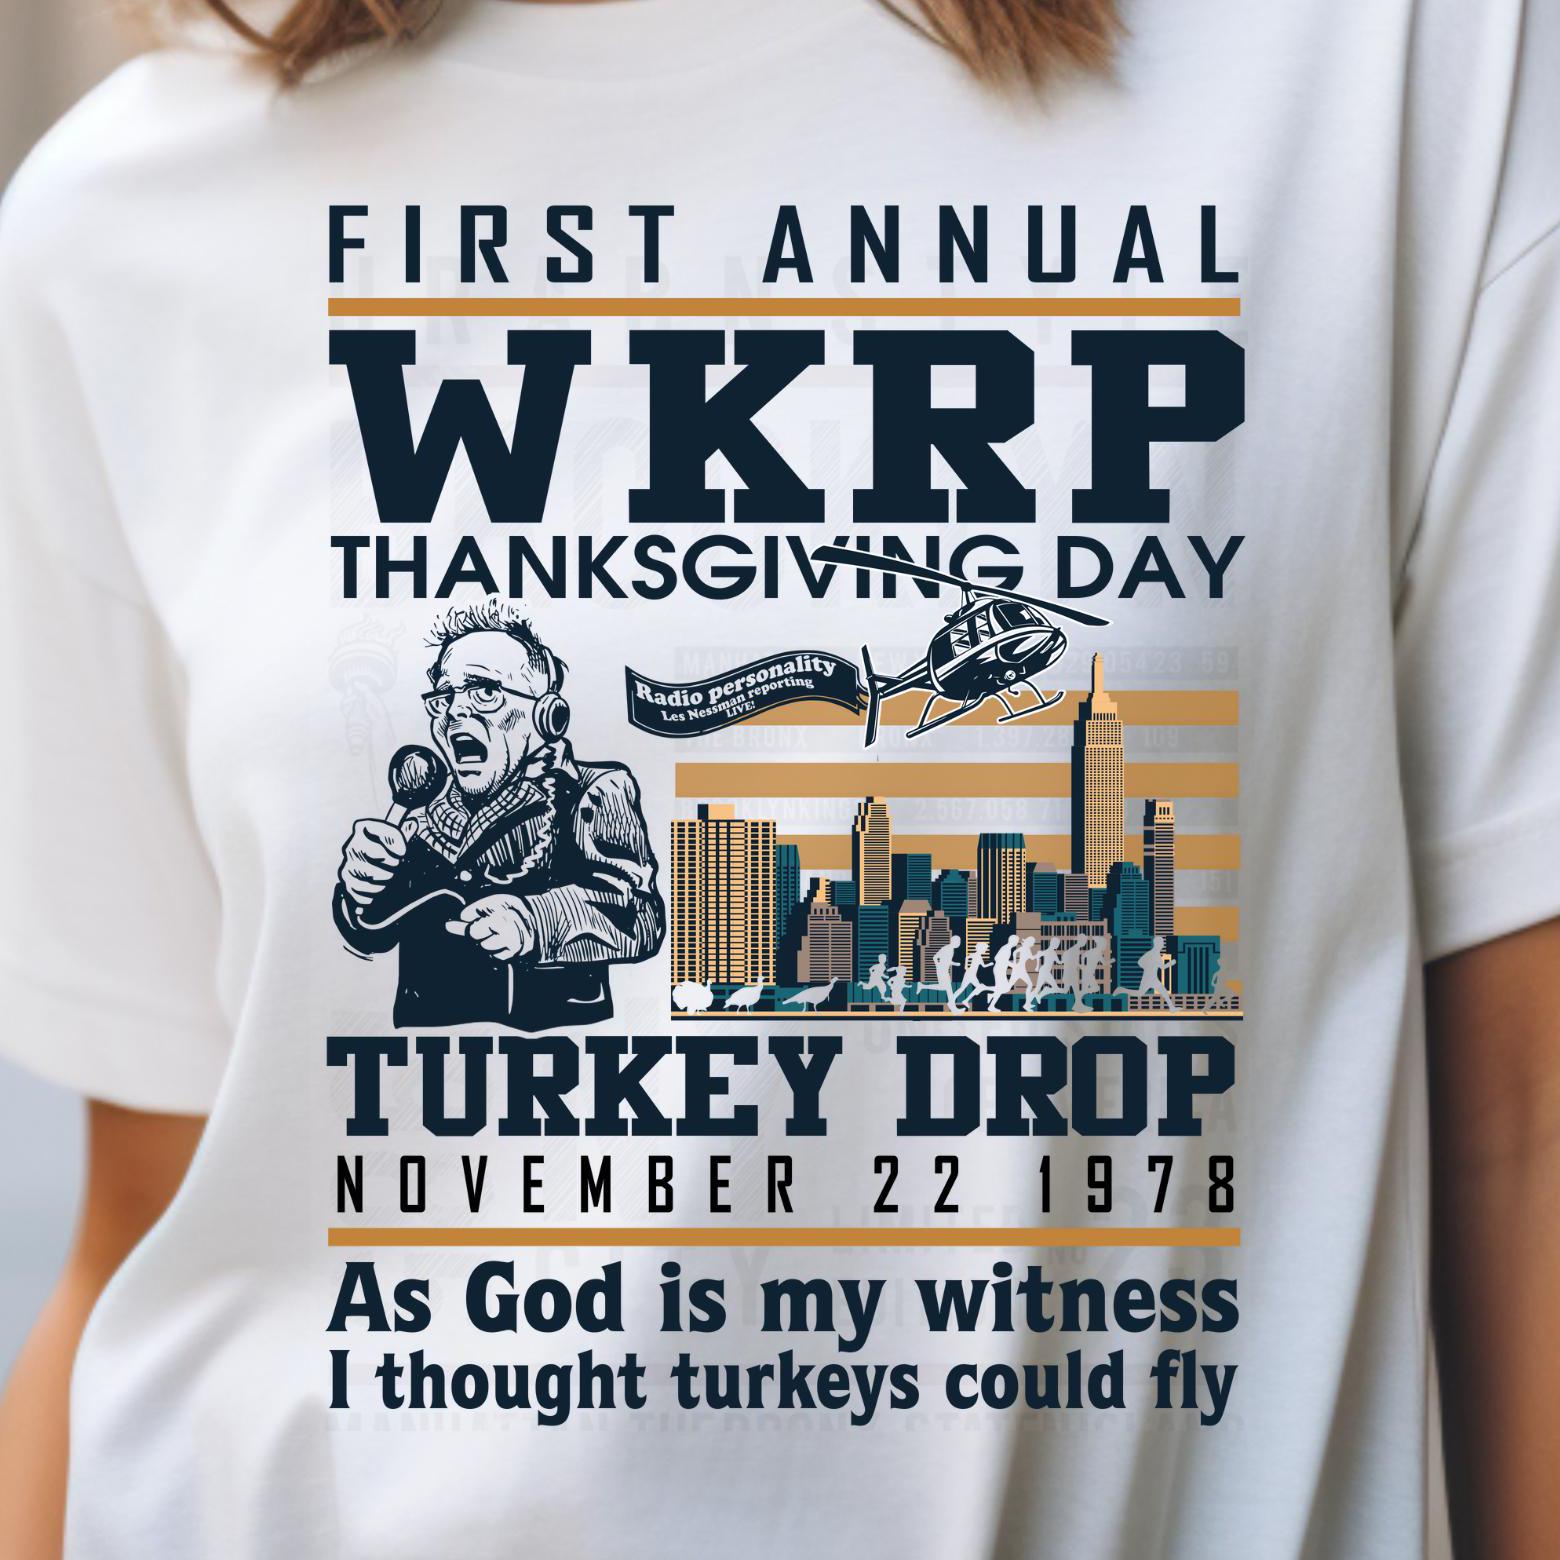 FIRST ANNUAL
WKRP
THANKSGIVING DAY
Radio personality
Les Nessman reporting
LIVE!
TURKEY DROP
NOVEMBER 22 1978
As God is my witness
I thought turkeys could fly